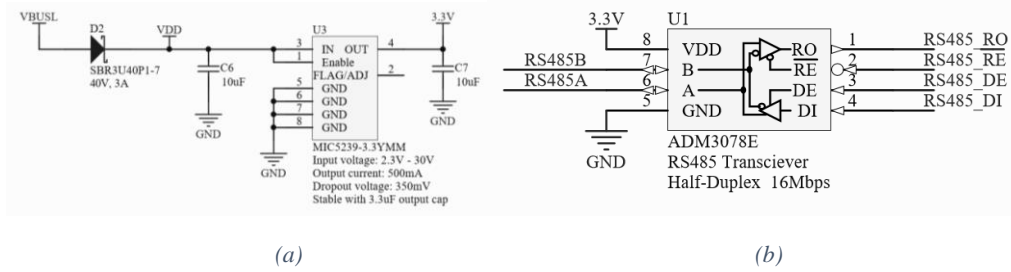 VBUSL
D2
VDD
SBR3U40P1-7
40V, 3A
C6
10uF
GND
U3
3 IN OUT 4
1 Enable
FLAG/ADJ 2
5 GND
6 GND
7 GND
8 GND
GND
3.3V
C7
10uF
GND
MIC5239-3.3YMM
Input voltage: 2.3V - 30V
Output current: 500mA
Dropout voltage: 350mV
Stable with 3.3uF output cap
(a)
3.3V
U1
8 VDD RO 1 RS485_RO
RS485B 7 B RE 2 RS485_RE
RS485A 6 A DE 3 RS485_DE
5 GND DI 4 RS485_DI
GND
ADM3078E
RS485 Transciever
Half-Duplex 16Mbps
(b)